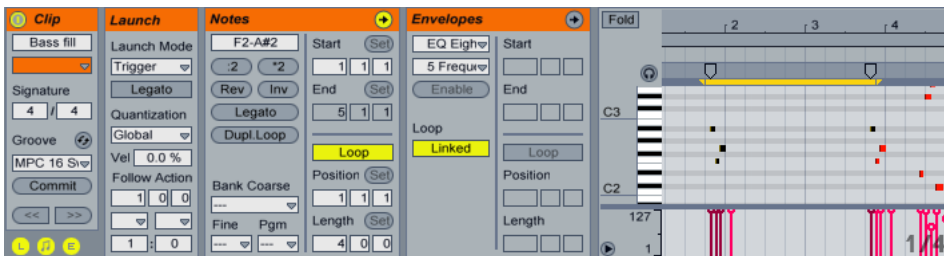 Clip
Bass fill
Signature
4 / 4
Groove
MPC 16 Sw
Commit
<< >>
L E
Launch
Launch Mode
Trigger
Legato
Quantization
Global
Vel 0.0 %
Follow Action
1 0 0
1 : 0
Notes
F2-A#2
:2 *2
Rev Inv
Legato
Dupl.Loop
Bank Coarse
---
Fine Pgm
--- ---
Start Set
1 1 1
End Set
5 1 1
Loop
Position Set
1 1 1
Length Set
4 0 0
Envelopes
EQ Eigh
5 Freque
Enable
Loop
Linked
Start
End
Loop
Position
Length
Fold
2 3 4
C3
C2
127
1
1/4